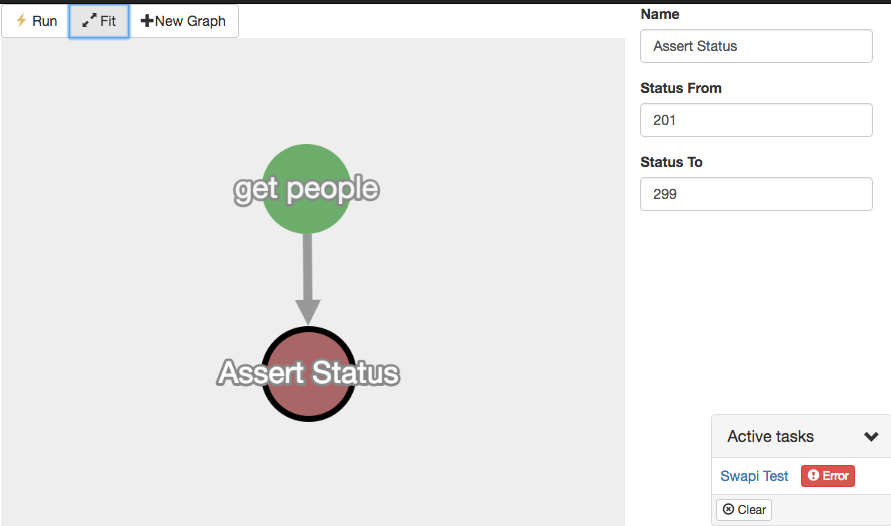 Run Fit New Graph
get people
Assert Status
Name
Assert Status
Status From
201
Status To
299
Active tasks
Swapi Test Error
Clear